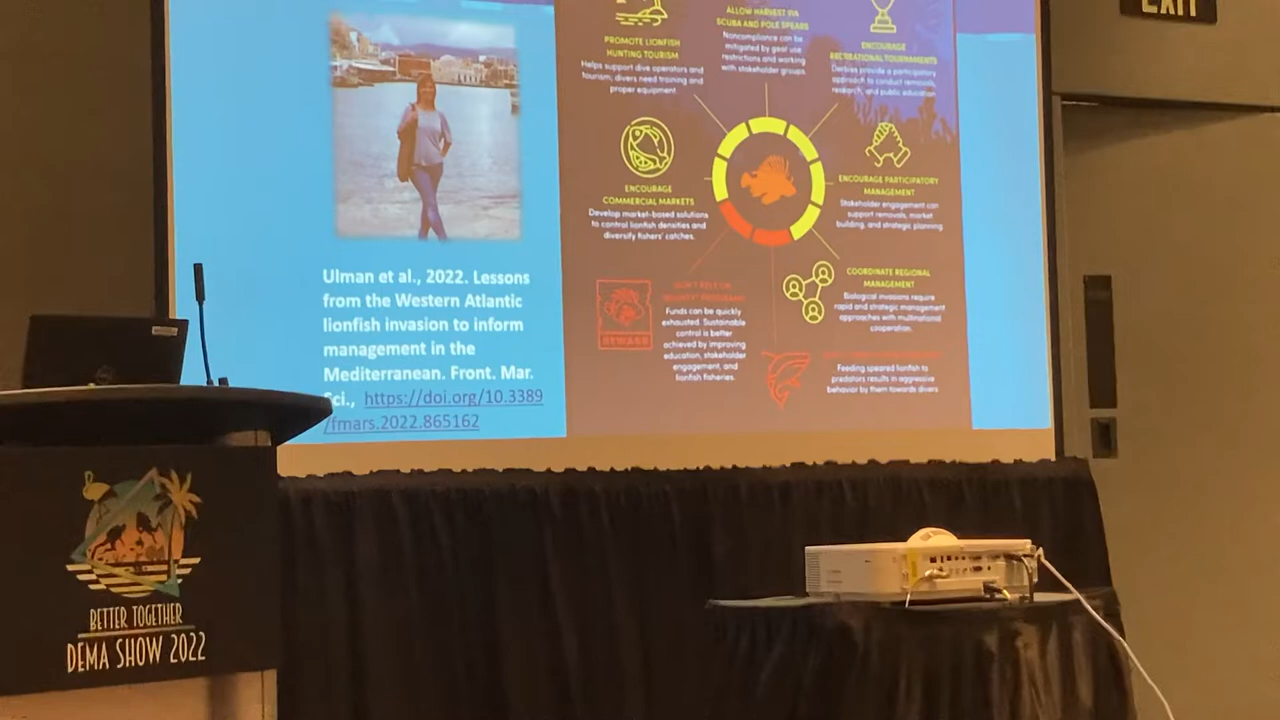 EXIT
ALLOW HARVEST VIA
SCUBA AND POLE SPEARS
Noncompliance can be
mitigated by gear use
restrictions and working
with stakeholder groups.
PROMOTE LIONFISH
HUNTING TOURISM
Helps support dive operators and
tourism; divers need training and
proper equipment.
ENCOURAGE
RECREATIONAL TOURNAMENTS
Derbies provide a participatory
approach to conduct removals,
research, and public education
ENCOURAGE
COMMERCIAL MARKETS
Develop market-based solutions
to control lionfish densities and
diversify fishers' catches.
ENCOURAGE PARTICIPATORY
MANAGEMENT
Stakeholder engagement can
support removals, market
building, and strategic planning.
COORDINATE REGIONAL
MANAGEMENT
Biological invasions require
rapid and strategic management
approaches with multinational
cooperation.
DON'T RELY ON
BOUNTY PROGRAMS
Funds can be quickly
exhausted. Sustainable
control is better
achieved by improving
education, stakeholder
engagement, and
lionfish fisheries.
REWARD
Feeding speared lionfish to
predators results in aggressive
behavior by them towards divers
Ulman et al., 2022. Lessons
from the Western Atlantic
lionfish invasion to inform
management in the
Mediterranean. Front. Mar.
Sci., https://doi.org/10.3389
/fmars.2022.865162
BETTER TOGETHER
DEMA SHOW 2022